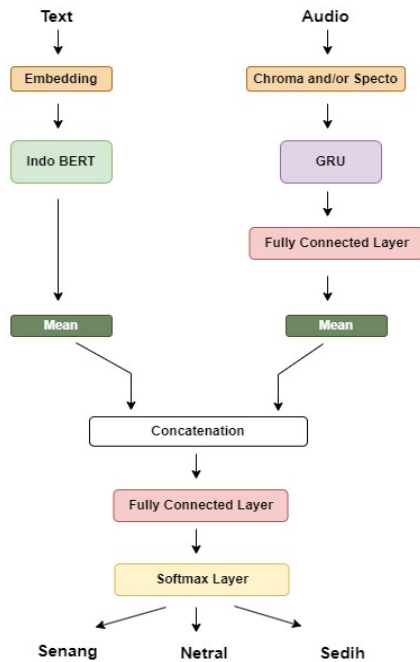 Text
Audio
Embedding
Chroma and/or Specto
Indo BERT
GRU
Fully Connected Layer
Mean
Mean
Concatenation
Fully Connected Layer
Softmax Layer
Senang
Netral
Sedih